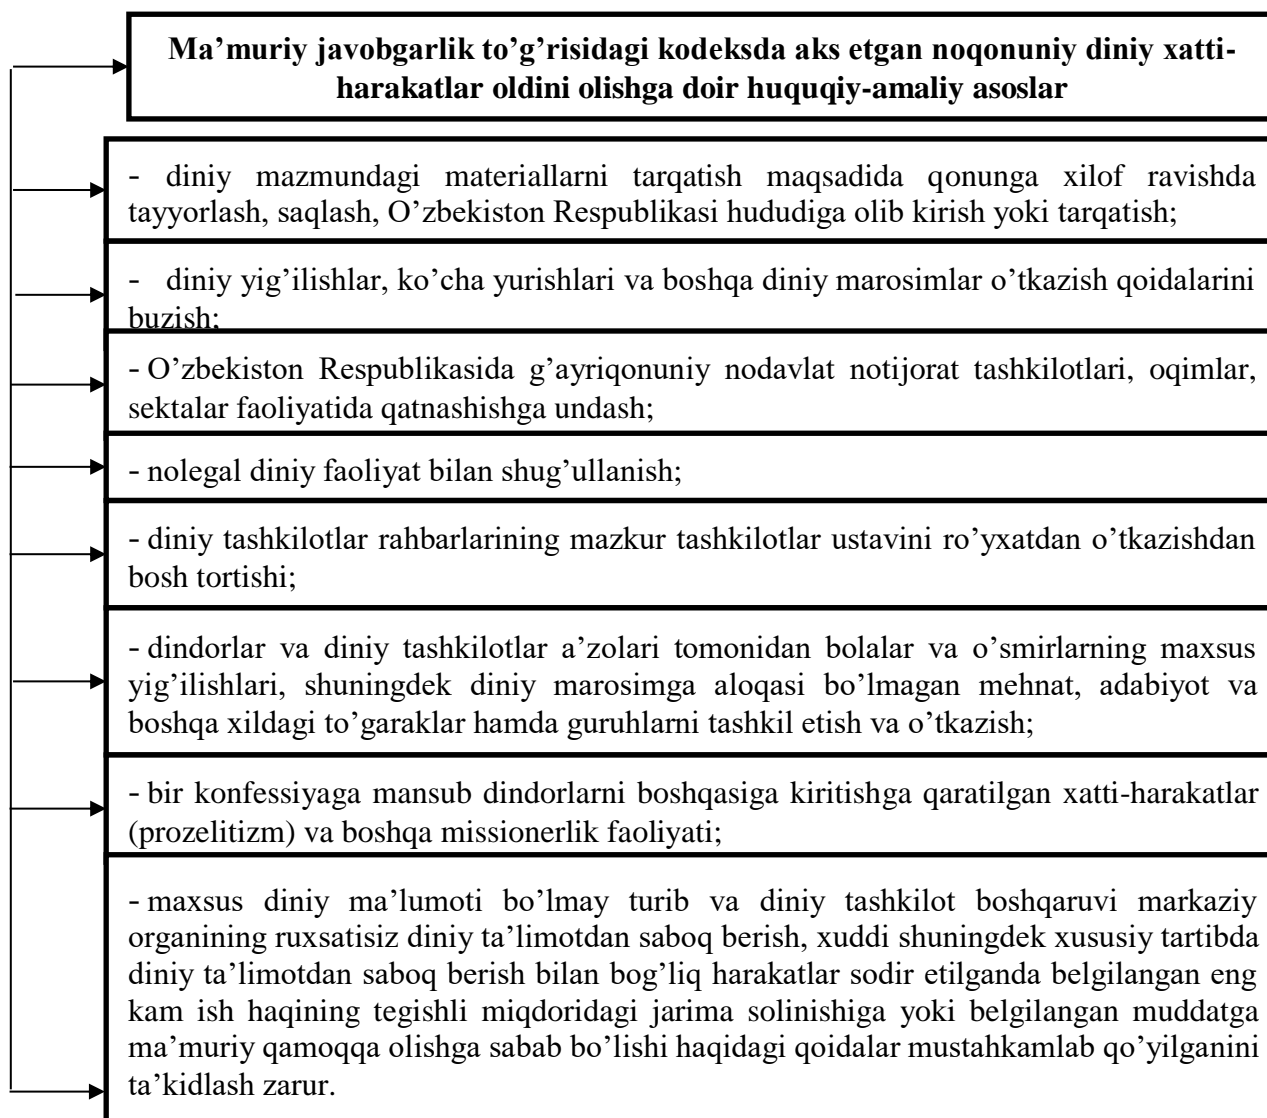 Ma’muriy javobgarlik to’g’risidagi kodeksda aks etgan noqonuniy diniy xatti-
harakatlar oldini olishga doir huquqiy-amaliy asoslar
- diniy mazmundagi materiallarni tarqatish maqsadida qonunga xilof ravishda
tayyorlash, saqlash, O’zbekiston Respublikasi hududiga olib kirish yoki tarqatish;
- diniy yig’ilishlar, ko’cha yurishlari va boshqa diniy marosimlar o’tkazish qoidalarini
buzish;
- O’zbekiston Respublikasida g’ayriqonuniy nodavlat notijorat tashkilotlari, oqimlar,
sektalar faoliyatida qatnashishga undash;
- nolegal diniy faoliyat bilan shug’ullanish;
- diniy tashkilotlar rahbarlarining mazkur tashkilotlar ustavini ro’yxatdan o’tkazishdan
bosh tortishi;
- dindorlar va diniy tashkilotlar a’zolari tomonidan bolalar va o’smirlarning maxsus
yig’ilishlari, shuningdek diniy marosimga aloqasi bo’lmagan mehnat, adabiyot va
boshqa xildagi to’garaklar hamda guruhlarni tashkil etish va o’tkazish;
- bir konfessiyaga mansub dindorlarni boshqasiga kiritishga qaratilgan xatti-harakatlar
(prozelitizm) va boshqa missionerlik faoliyati;
- maxsus diniy ma’lumoti bo’lmay turib va diniy tashkilot boshqaruvi markaziy
organining ruxsatisiz diniy ta’limotdan saboq berish, xuddi shuningdek xususiy tartibda
diniy ta’limotdan saboq berish bilan bog’liq harakatlar sodir etilganda belgilangan eng
kam ish haqining tegishli miqdoridagi jarima solinishiga yoki belgilangan muddatga
ma’muriy qamoqqa olishga sabab bo’lishi haqidagi qoidalar mustahkamlab qo’yilganini
ta’kidlash zarur.